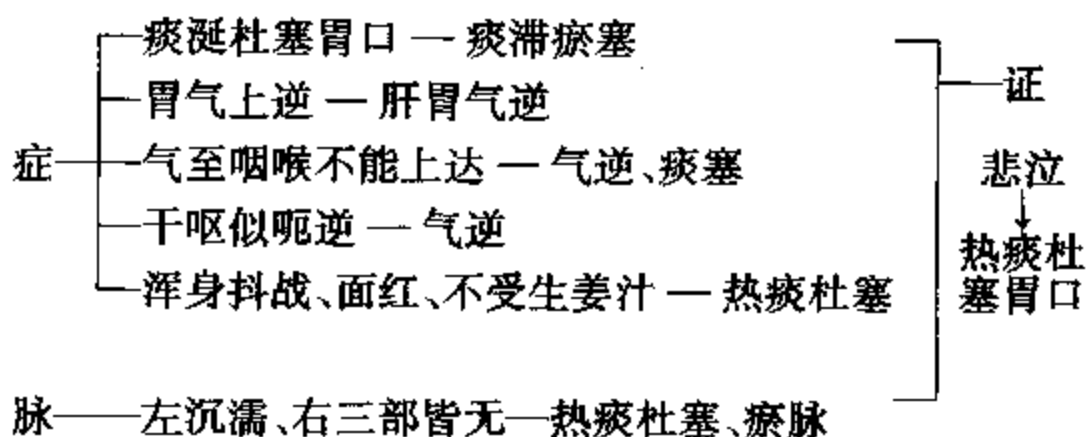 痰涎杜塞胃口 — 痰滞瘀塞
胃气上逆 — 肝胃气逆
证
症
气至咽喉不能上达 — 气逆、痰塞
悲泣
干呕似呃逆 — 气逆
热痰杜
塞胃口
浑身抖战、面红、不受生姜汁 — 热痰杜塞
脉——左沉濡、右三部皆无—热痰杜塞、瘀脉